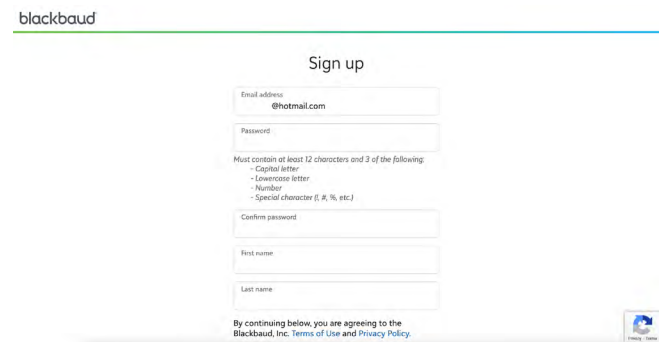 blackbaud
Sign up
Email address
@hotmail.com
Password
Must contain at least 12 characters and 3 of the following:
- Capital letter
- Lowercase letter
- Number
- Special character (!, #, %, etc.)
Confirm password
First name
Last name
By continuing below, you are agreeing to the
Blackbaud, Inc. Terms of Use and Privacy Policy.
Privacy - Terms